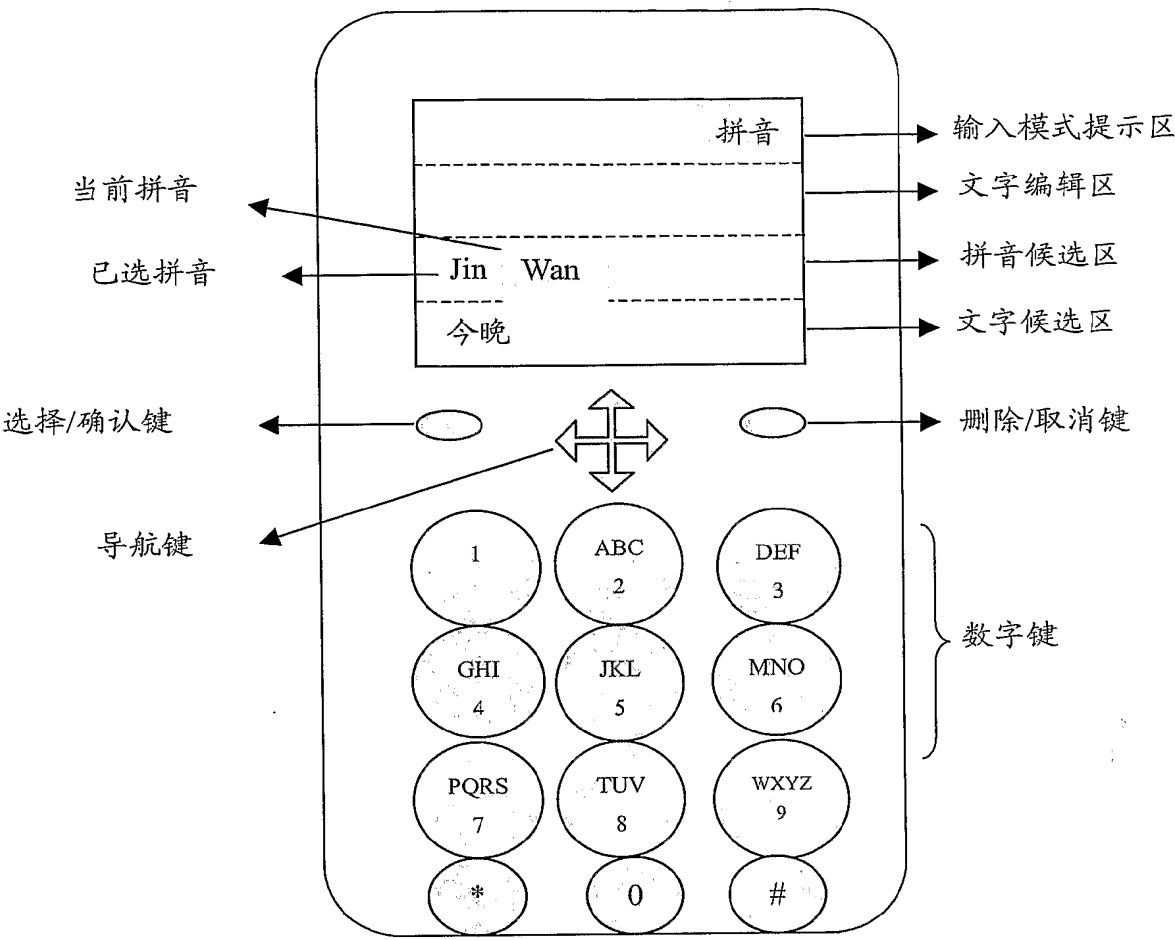 拼音
输入模式提示区
当前拼音
文字编辑区
已选拼音
Jin Wan
拼音候选区
今晚
文字候选区
选择/确认键
删除/取消键
导航键
1
ABC
2
DEF
3
数字键
GHI
4
JKL
5
MNO
6
PQRS
7
TUV
8
WXYZ
9
*
0
#